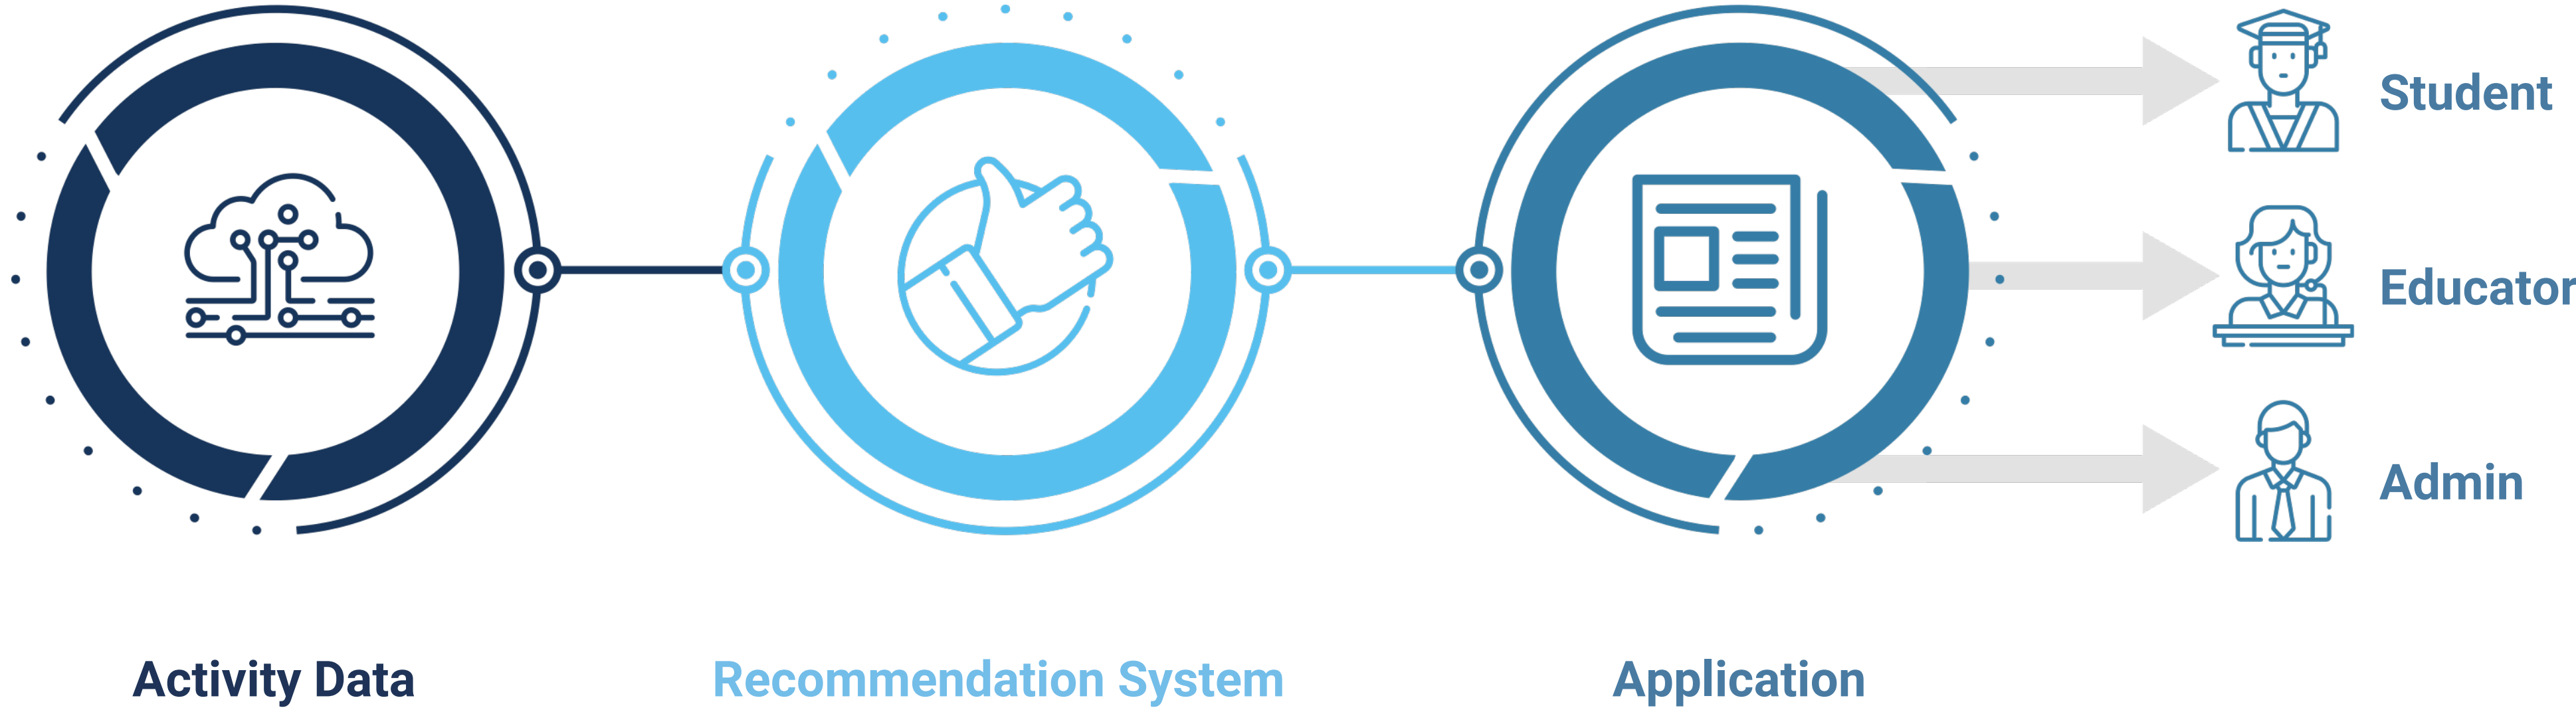 Student
Educator
Admin
Activity Data
Recommendation System
Application